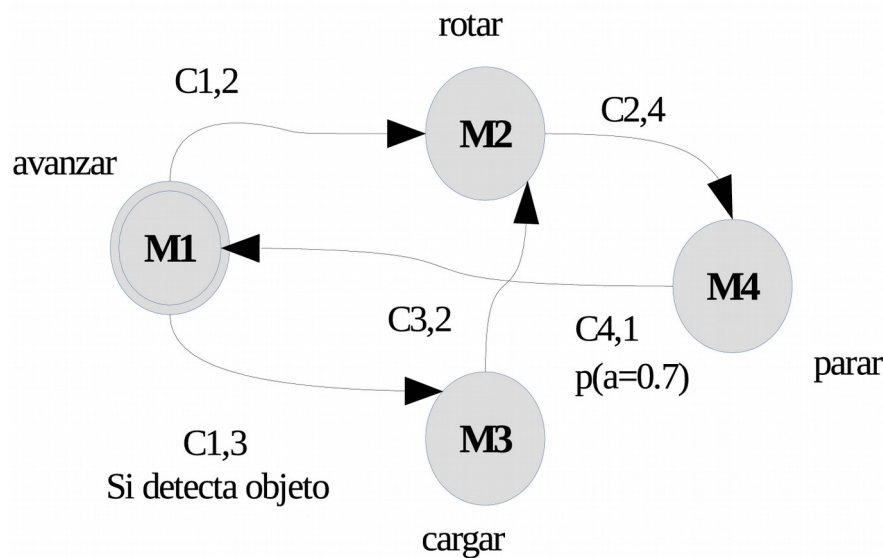 rotar
C1,2
C2,4
M2
avanzar
M1
M4
C3,2
C4,1
p(a=0.7)
parar
C1,3
Si detecta objeto
M3
cargar